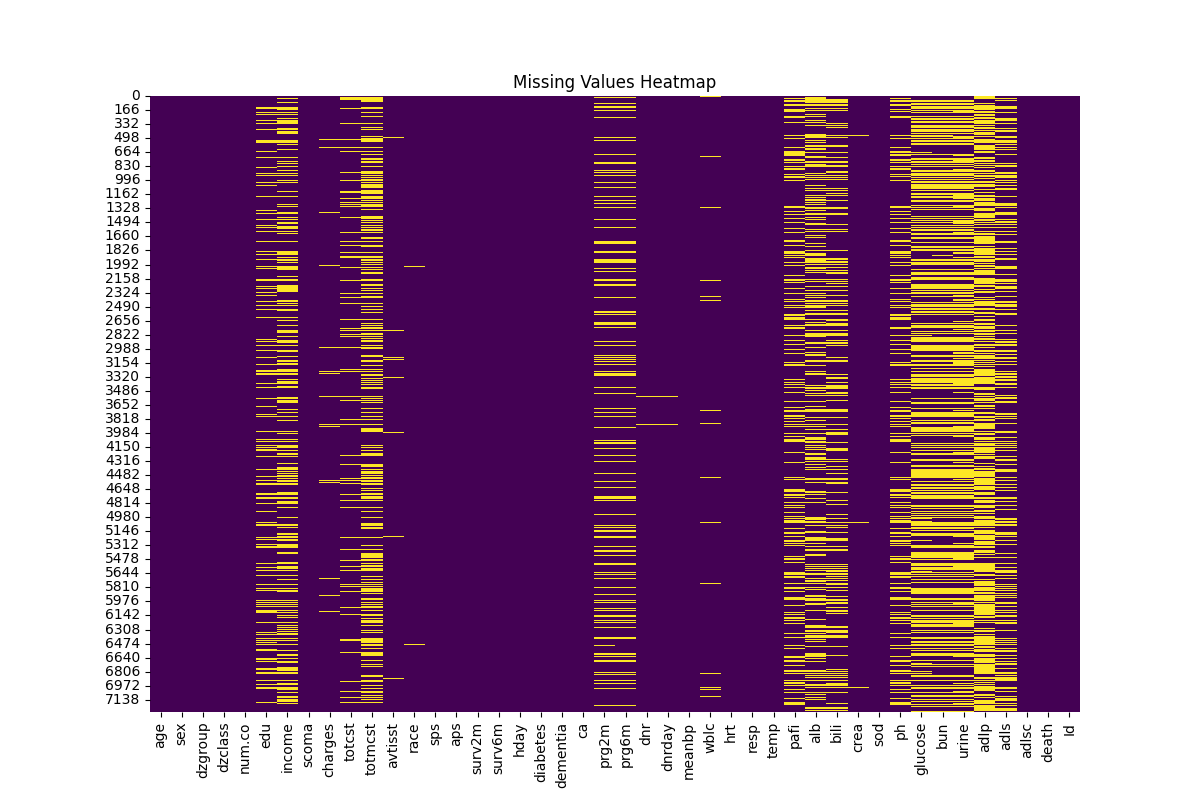 Missing Values Heatmap
0
166
332
498
664
830
996
1162
1328
1494
1660
1826
1992
2158
2324
2490
2656
2822
2988
3154
3320
3486
3652
3818
3984
4150
4316
4482
4648
4814
4980
5146
5312
5478
5644
5810
5976
6142
6308
6474
6640
6806
6972
7138
age
sex
dzgroup
dzclass
num.co
edu
income
scoma
charges
totcst
totmcst
avtisst
race
sps
aps
surv2m
surv6m
hday
diabetes
dementia
ca
prg2m
prg6m
dnr
dnrday
meanbp
wblc
hrt
resp
temp
pafi
alb
bili
crea
sod
ph
glucose
bun
urine
adlp
adls
adlsc
death
Id